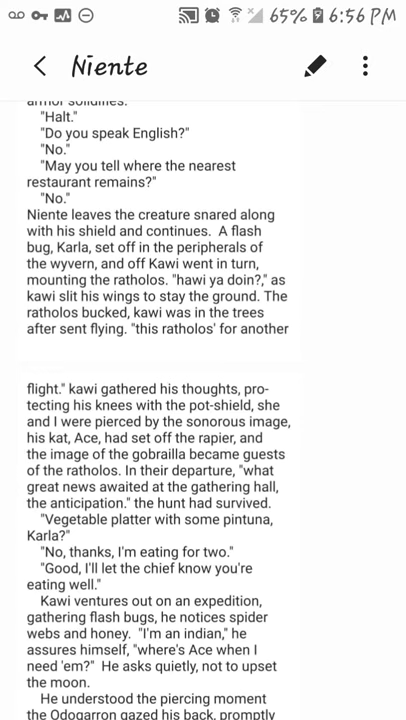 65% 6:56 PM
Niente
armor solidifies.
"Halt."
"Do you speak English?"
"No."
"May you tell where the nearest
restaurant remains?"
"No."
Niente leaves the creature snared along
with his shield and continues.  A flash
bug, Karla, set off in the peripherals of
the wyvern, and off Kawi went in turn,
mounting the ratholos. "hawi ya doin?," as
kawi slit his wings to stay the ground. The
ratholos bucked, kawi was in the trees
after sent flying. "this ratholos' for another
flight." kawi gathered his thoughts, pro-
tecting his knees with the pot-shield, she
and I were pierced by the sonorous image,
his kat, Ace, had set off the rapier, and
the image of the gobrailla became guests
of the ratholos. In their departure, "what
great news awaited at the gathering hall,
the anticipation." the hunt had survived.
"Vegetable platter with some pintuna,
Karla?"
"No, thanks, I'm eating for two."
"Good, I'll let the chief know you're
eating well."
Kawi ventures out on an expedition,
gathering flash bugs, he notices spider
webs and honey.  "I'm an indian," he
assures himself, "where's Ace when I
need 'em?"  He asks quietly, not to upset
the moon.
He understood the piercing moment
the Odogarron gazed his back, promptly